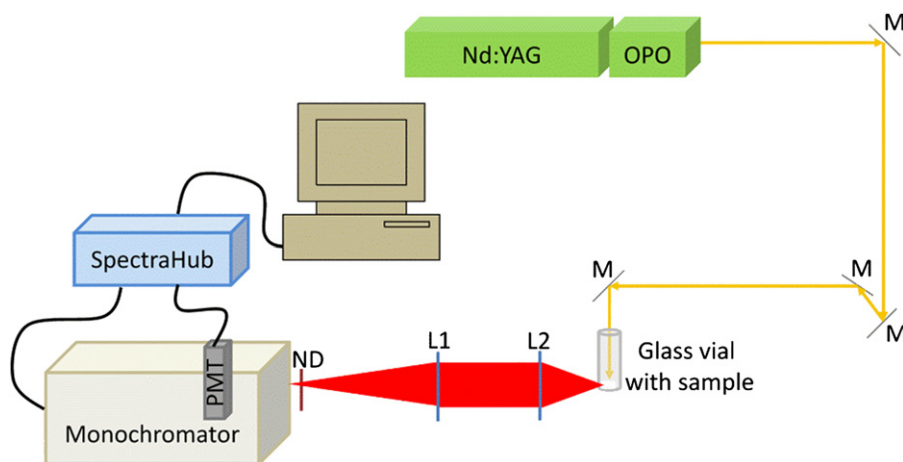 M
Nd:YAG
OPO
SpectraHub
M
M
M
ND
L1
L2
Glass vial
with sample
PMT
Monochromator